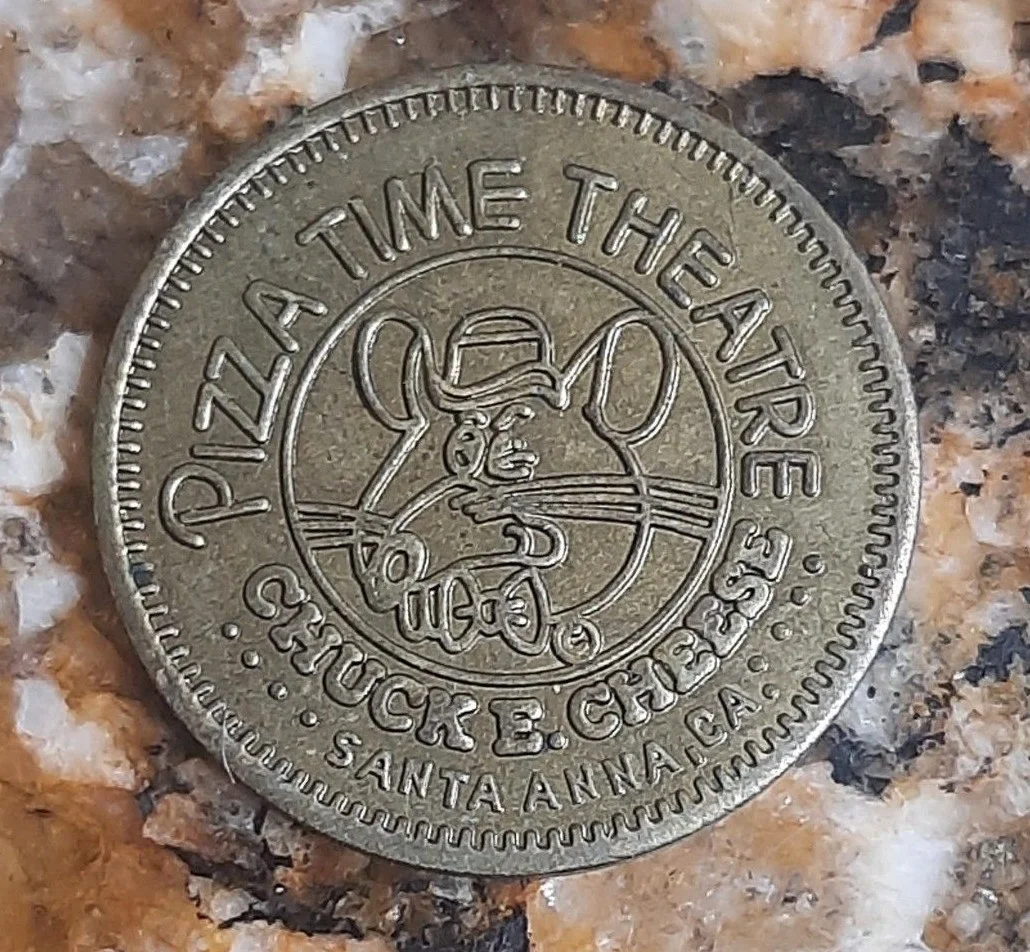 PIZZA TIME THEATRE
CHUCK E. CHEESE
SANTA ANNA, CA.
©